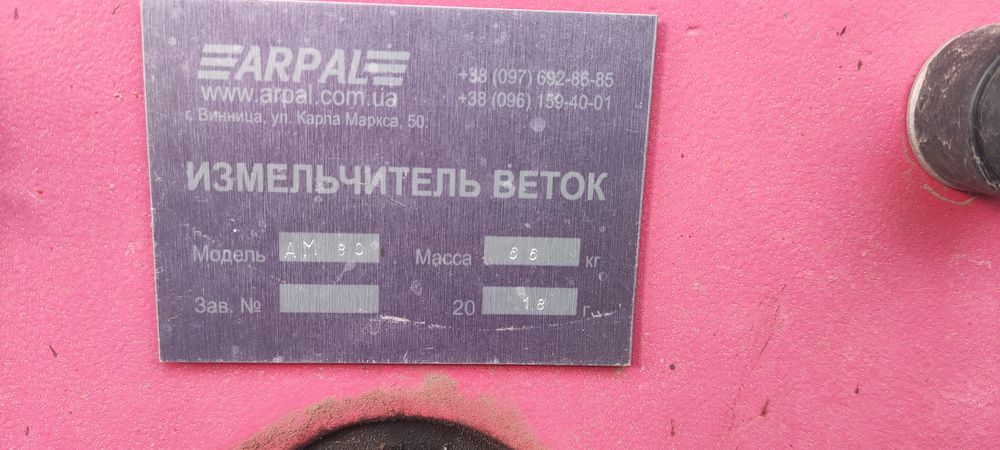 ARPAL
www.arpal.com.ua
г. Винница, ул. Карла Маркса, 50.
+38 (097) 692-86-85
+38 (096) 159-40-01
ИЗМЕЛЬЧИТЕЛЬ ВЕТОК
Модель АМ 80 Масса 66 кг
Зав. № 20 18 г.